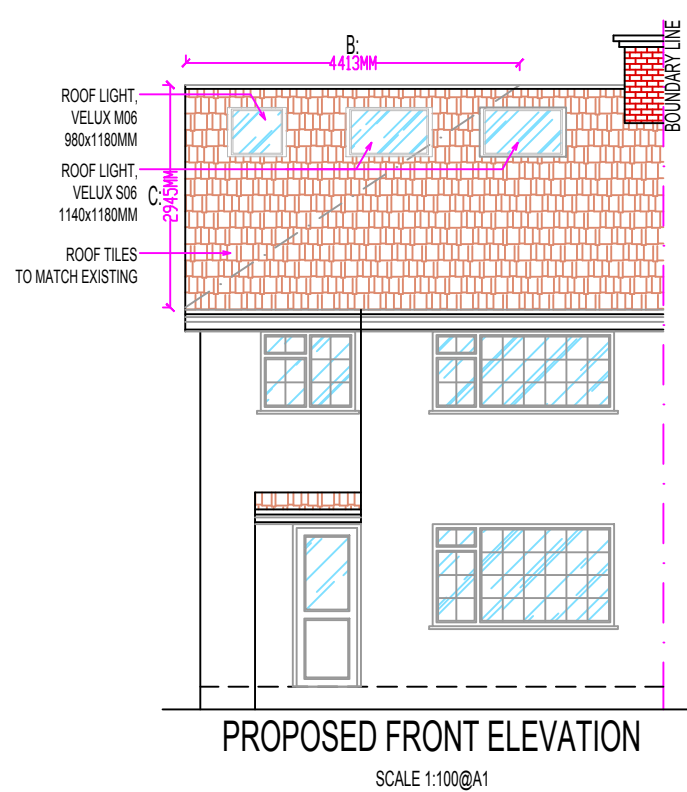 B:
4413MM
BOUNDARY LINE
ROOF LIGHT,
VELUX M06
980x1180MM
ROOF LIGHT,
VELUX S06
1140x1180MM
C:
2945MM
ROOF TILES
TO MATCH EXISTING
PROPOSED FRONT ELEVATION
SCALE 1:100@A1